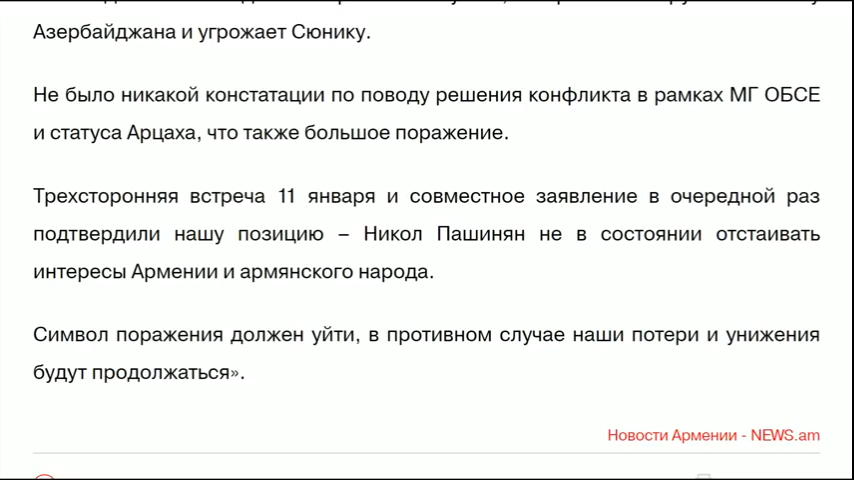 Азербайджана и угрожает Сюнику.
Не было никакой констатации по поводу решения конфликта в рамках МГ ОБСЕ
и статуса Арцаха, что также большое поражение.
Трехсторонняя встреча 11 января и совместное заявление в очередной раз
подтвердили нашу позицию – Никол Пашинян не в состоянии отстаивать
интересы Армении и армянского народа.
Символ поражения должен уйти, в противном случае наши потери и унижения
будут продолжаться».
Новости Армении - NEWS.am